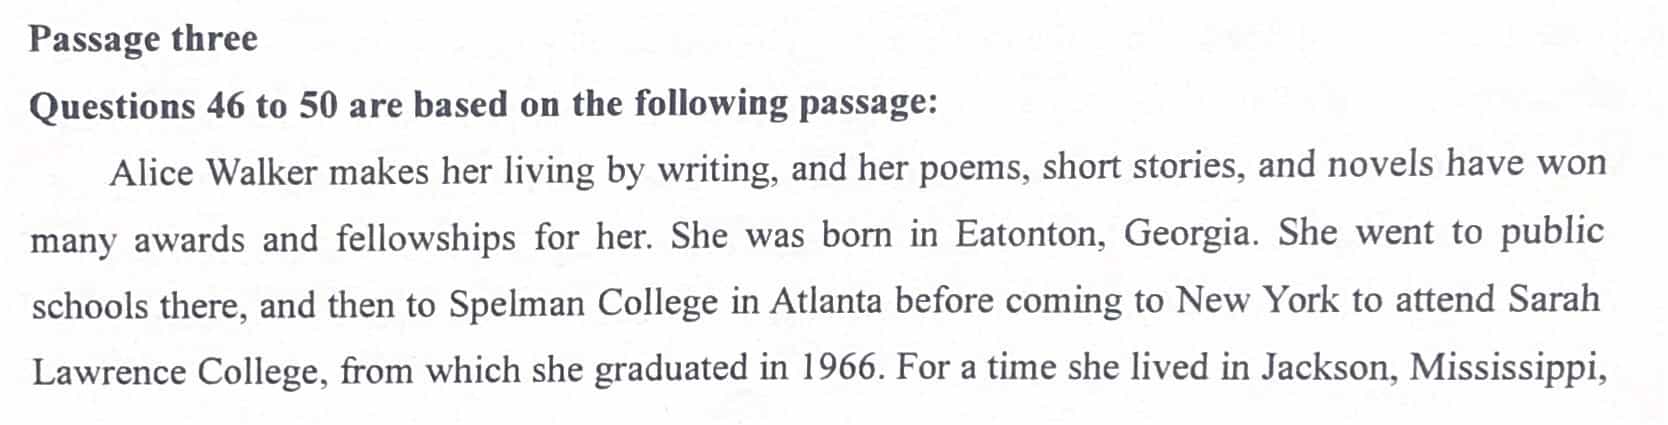 Passage three
Questions 46 to 50 are based on the following passage:
Alice Walker makes her living by writing, and her poems, short stories, and novels have won
many awards and fellowships for her. She was born in Eatonton, Georgia. She went to public
schools there, and then to Spelman College in Atlanta before coming to New York to attend Sarah
Lawrence College, from which she graduated in 1966. For a time she lived in Jackson, Mississippi,